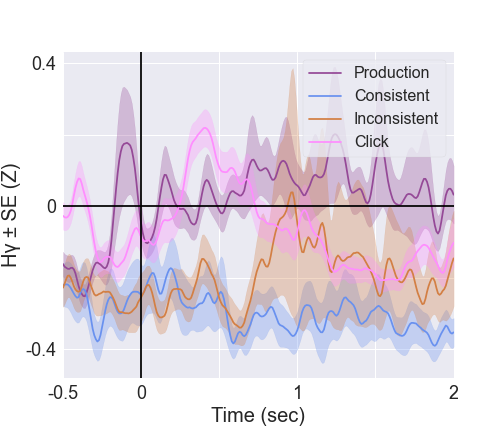 Hγ ± SE (Z)
0.4
0
-0.4
Production
Consistent
Inconsistent
Click
-0.5
0
1
2
Time (sec)